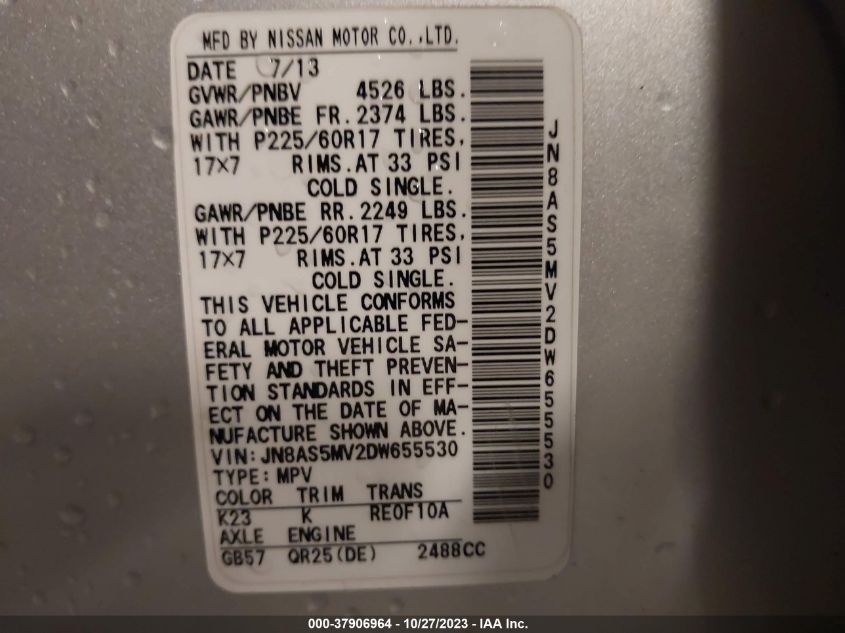 MFD BY NISSAN MOTOR CO.,LTD.
DATE 7/13
GVWR/PNBV 4526 LBS.
GAWR/PNBE FR. 2374 LBS.
WITH P225/60R17 TIRES,
17×7 RIMS.AT 33 PSI
COLD SINGLE.
GAWR/PNBE RR. 2249 LBS.
WITH P225/60R17 TIRES,
17×7 RIMS.AT 33 PSI
COLD SINGLE.
THIS VEHICLE CONFORMS
TO ALL APPLICABLE FED-
ERAL MOTOR VEHICLE SA-
FETY AND THEFT PREVEN-
TION STANDARDS IN EFF-
ECT ON THE DATE OF MA-
NUFACTURE SHOWN ABOVE.
VIN:JN8AS5MV2DW655530
TYPE:MPV
COLOR TRIM TRANS
K23 K RE0F10A
AXLE ENGINE
GB57 QR25(DE) 2488CC
JN8AS5MV2DW655530
000-37906964 - 10/27/2023 - IAA Inc.